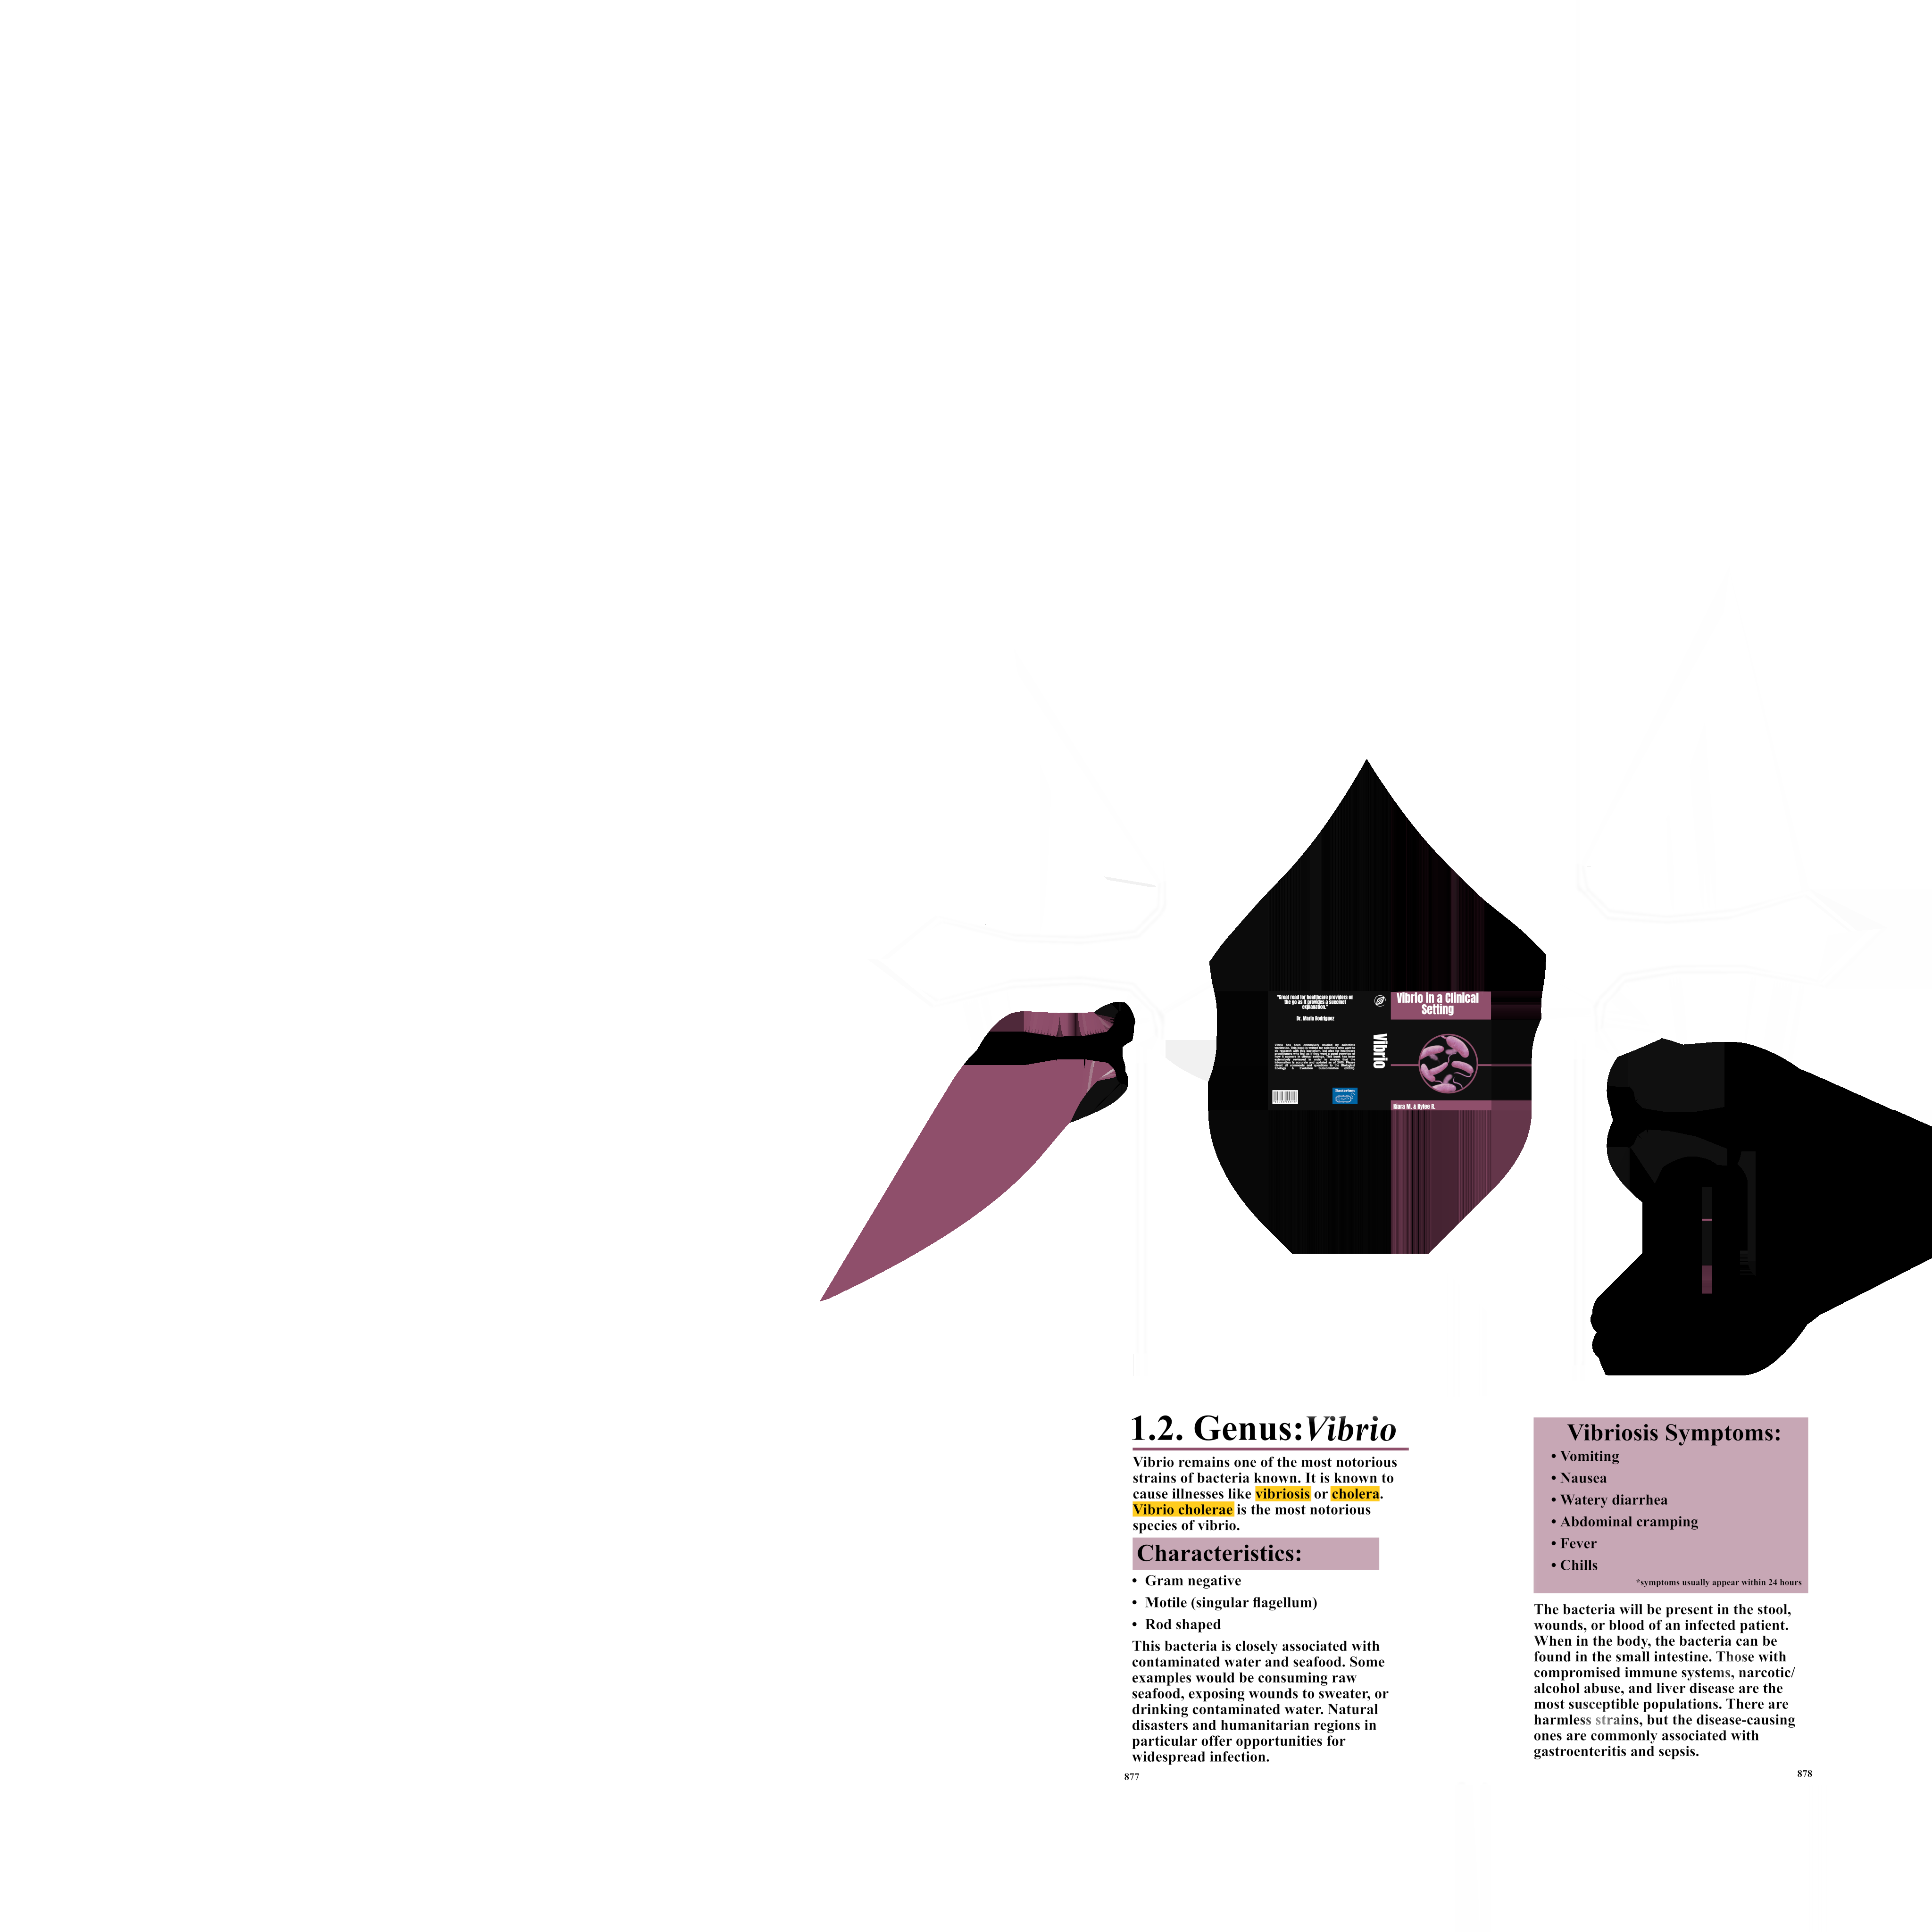 "Great read for healthcare providers or
the go as it provides a succinct
explanation."
Dr. Maria Rodriguez
Vibrio has been extensively studied by scientists
Vibrio
Vibrio in a Clinical
Setting
Kiara M. & Rylee R.
1.2. Genus:Vibrio
Vibrio remains one of the most notorious
strains of bacteria known. It is known to
cause illnesses like vibriosis or cholera.
Vibrio cholerae is the most notorious
species of vibrio.
Characteristics:
• Gram negative
• Motile (singular flagellum)
• Rod shaped
This bacteria is closely associated with
contaminated water and seafood. Some
examples would be consuming raw
seafood, exposing wounds to sweater, or
drinking contaminated water. Natural
disasters and humanitarian regions in
particular offer opportunities for
widespread infection.
877
Vibriosis Symptoms:
• Vomiting
• Nausea
• Watery diarrhea
• Abdominal cramping
• Fever
• Chills
*symptoms usually appear within 24 hours
The bacteria will be present in the stool,
wounds, or blood of an infected patient.
When in the body, the bacteria can be
found in the small intestine. Those with
compromised immune systems, narcotic/
alcohol abuse, and liver disease are the
most susceptible populations. There are
harmless strains, but the disease-causing
ones are commonly associated with
gastroenteritis and sepsis.
878